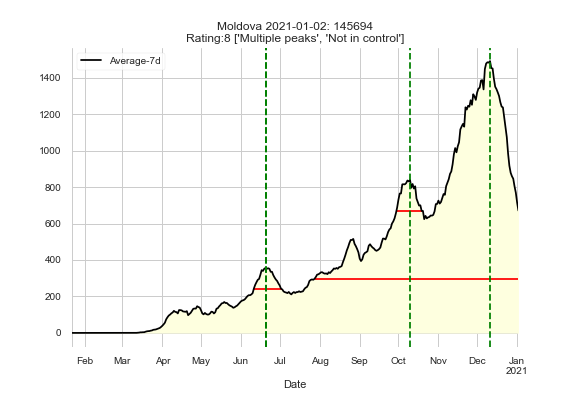 Moldova 2021-01-02: 145694
Rating:8 ['Multiple peaks', 'Not in control']
Average-7d
1400
1200
1000
800
600
400
200
0
Feb Mar Apr May Jun Jul Aug Sep Oct Nov Dec Jan
2021
Date